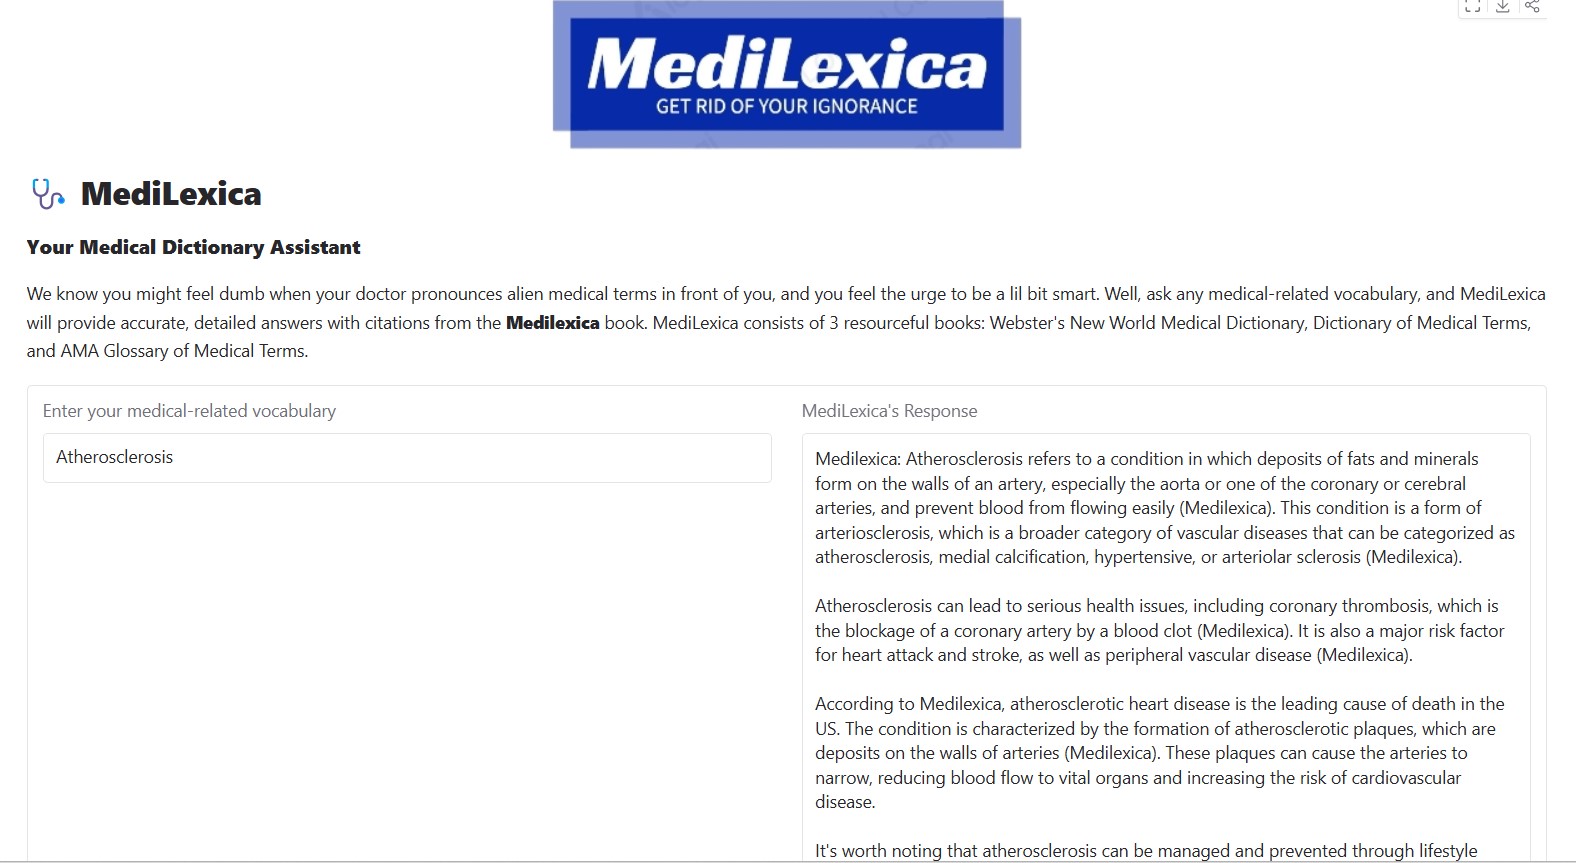 MediLexica
GET RID OF YOUR IGNORANCE
MediLexica
Your Medical Dictionary Assistant
We know you might feel dumb when your doctor pronounces alien medical terms in front of you, and you feel the urge to be a lil bit smart. Well, ask any medical-related vocabulary, and MediLexica
will provide accurate, detailed answers with citations from the Medilexica book. MediLexica consists of 3 resourceful books: Webster's New World Medical Dictionary, Dictionary of Medical Terms,
and AMA Glossary of Medical Terms.
Enter your medical-related vocabulary
Atherosclerosis
MediLexica's Response
Medilexica: Atherosclerosis refers to a condition in which deposits of fats and minerals
form on the walls of an artery, especially the aorta or one of the coronary or cerebral
arteries, and prevent blood from flowing easily (Medilexica). This condition is a form of
arteriosclerosis, which is a broader category of vascular diseases that can be categorized as
atherosclerosis, medial calcification, hypertensive, or arteriolar sclerosis (Medilexica).
Atherosclerosis can lead to serious health issues, including coronary thrombosis, which is
the blockage of a coronary artery by a blood clot (Medilexica). It is also a major risk factor
for heart attack and stroke, as well as peripheral vascular disease (Medilexica).
According to Medilexica, atherosclerotic heart disease is the leading cause of death in the
US. The condition is characterized by the formation of atherosclerotic plaques, which are
deposits on the walls of arteries (Medilexica). These plaques can cause the arteries to
narrow, reducing blood flow to vital organs and increasing the risk of cardiovascular
disease.
It's worth noting that atherosclerosis can be managed and prevented through lifestyle